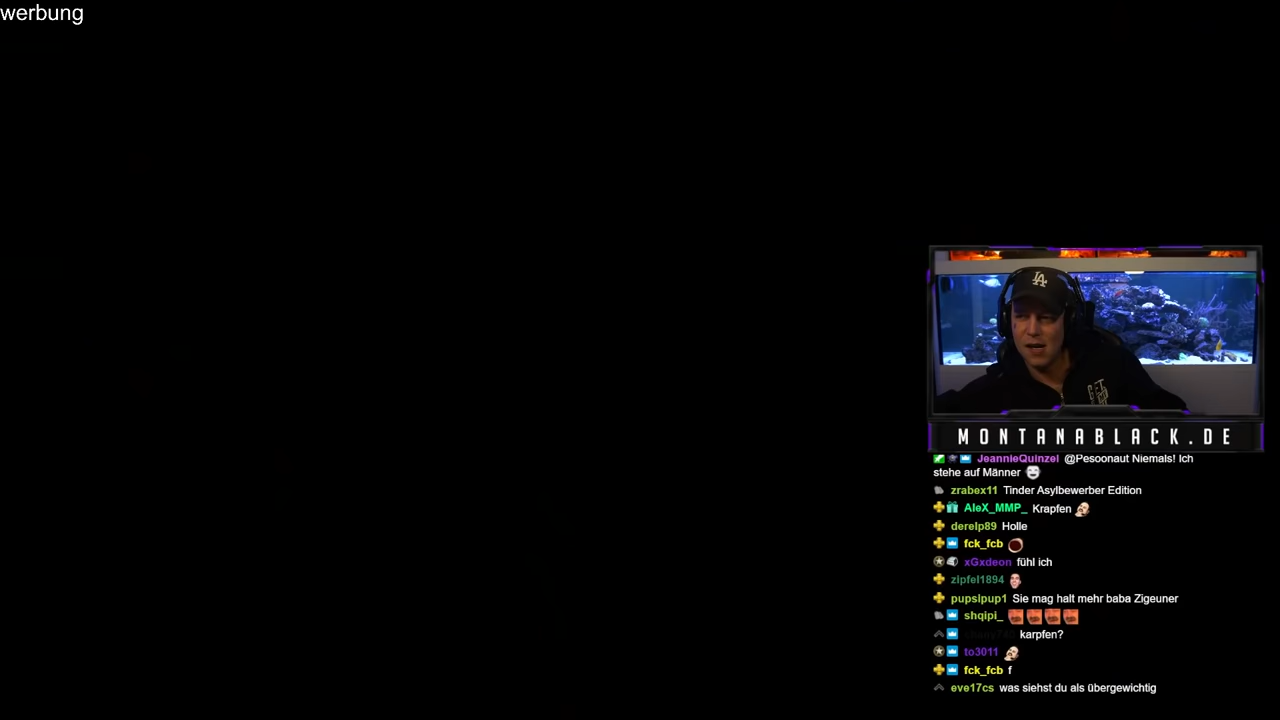 werbung
LA
MONTANABLACK.DE
JeannieQuinzel @Pesoonaut Niemals! Ich
stehe auf Männer
zrabex11 Tinder Asylbewerber Edition
AleX_MMP_ Krapfen
derelp89 Holle
fck_fcb
xGxdeon fühl ich
zipfel1894
pupsipup1 Sie mag halt mehr baba Zigeuner
shqipi_
karpfen?
to3011
fck_fcb f
eve17cs was siehst du als übergewichtig